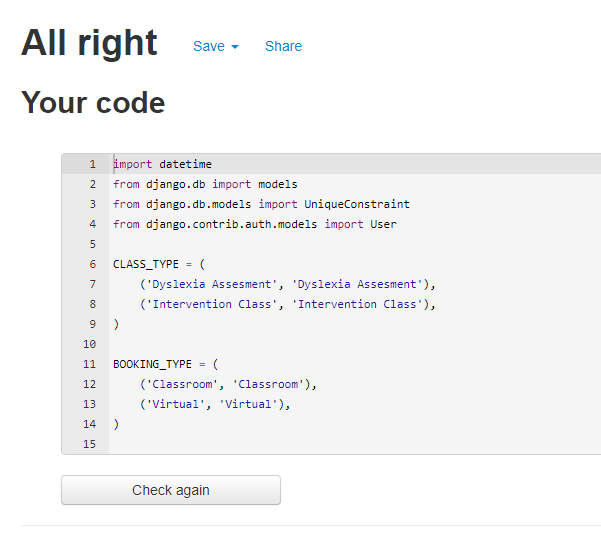 All right Save Share
Your code
1 import datetime
2 from django.db import models
3 from django.db.models import UniqueConstraint
4 from django.contrib.auth.models import User
5
6 CLASS_TYPE = (
7     ('Dyslexia Assesment', 'Dyslexia Assesment'),
8     ('Intervention Class', 'Intervention Class'),
9 )
10
11 BOOKING_TYPE = (
12     ('Classroom', 'Classroom'),
13     ('Virtual', 'Virtual'),
14 )
15
Check again